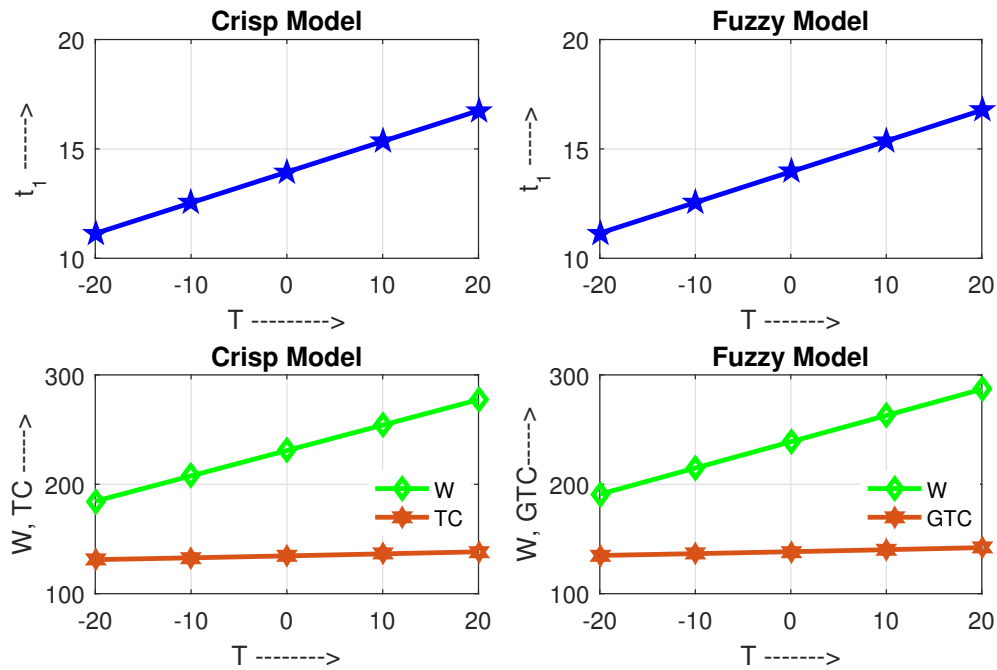 Crisp Model
20
15
10
-20 -10 0 10 20
t_1 ------>
T --------->
Fuzzy Model
20
15
10
-20 -10 0 10 20
t_1 ----->
T ------->
Crisp Model
300
200
100
-20 -10 0 10 20
W, TC ----->
T -------->
W
TC
Fuzzy Model
300
200
100
-20 -10 0 10 20
W, GTC----->
T ------->
W
GTC